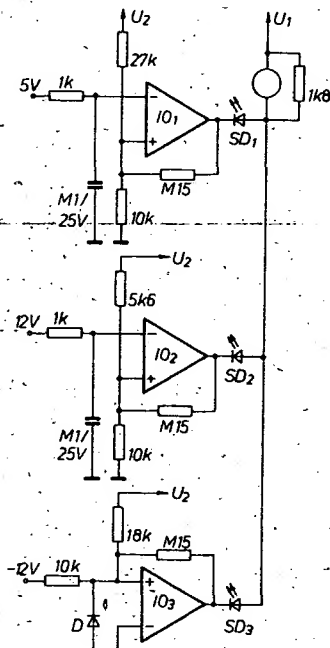 U2
U1
27k
1k
5V
IO1
1k8
SD1
M1/
25V
M15
10k
U2
5k6
1k
12V
IO2
SD2
M1/
25V
M15
10k
U2
18k
M15
-12V
10k
IO3
D
SD3